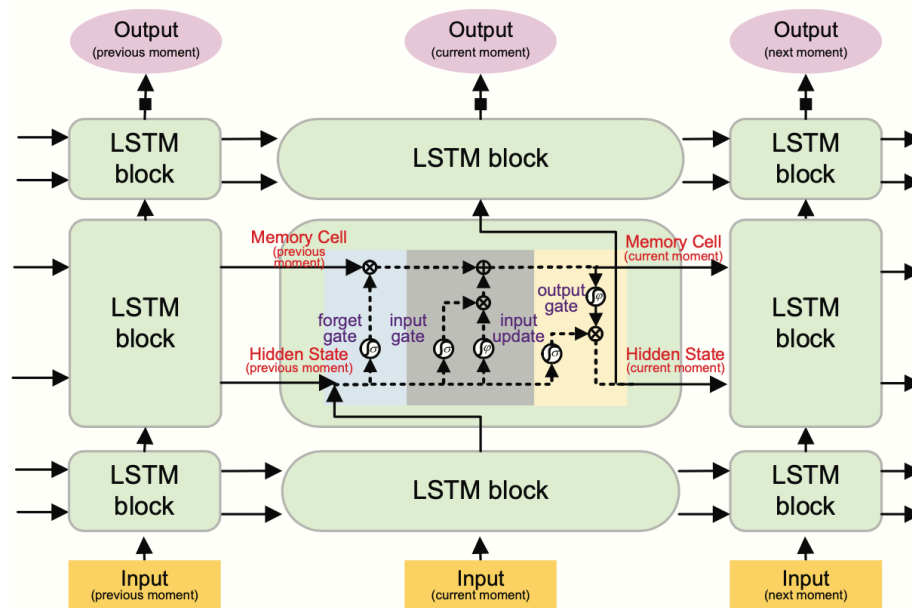 Output
(previous moment)
Output
(current moment)
Output
(next moment)
LSTM
block
LSTM block
LSTM
block
LSTM
block
Memory Cell
(previous
moment)
forget
gate
input
gate
input
update
output
gate
σ
σ
φ
φ
σ
Hidden State
(previous moment)
Memory Cell
(current moment)
Hidden State
(current moment)
LSTM
block
LSTM
block
LSTM block
LSTM
block
Input
(previous moment)
Input
(current moment)
Input
(next moment)